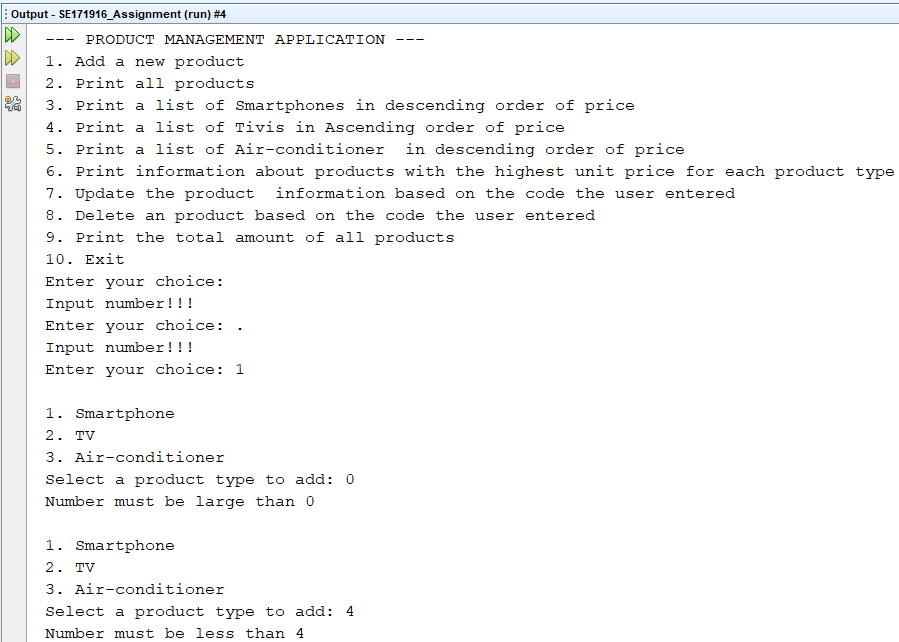 Output - SE171916_Assignment (run) #4
--- PRODUCT MANAGEMENT APPLICATION ---
1. Add a new product
2. Print all products
3. Print a list of Smartphones in descending order of price
4. Print a list of Tivis in Ascending order of price
5. Print a list of Air-conditioner  in descending order of price
6. Print information about products with the highest unit price for each product type
7. Update the product  information based on the code the user entered
8. Delete an product based on the code the user entered
9. Print the total amount of all products
10. Exit
Enter your choice:
Input number!!!
Enter your choice: .
Input number!!!
Enter your choice: 1
1. Smartphone
2. TV
3. Air-conditioner
Select a product type to add: 0
Number must be large than 0
1. Smartphone
2. TV
3. Air-conditioner
Select a product type to add: 4
Number must be less than 4